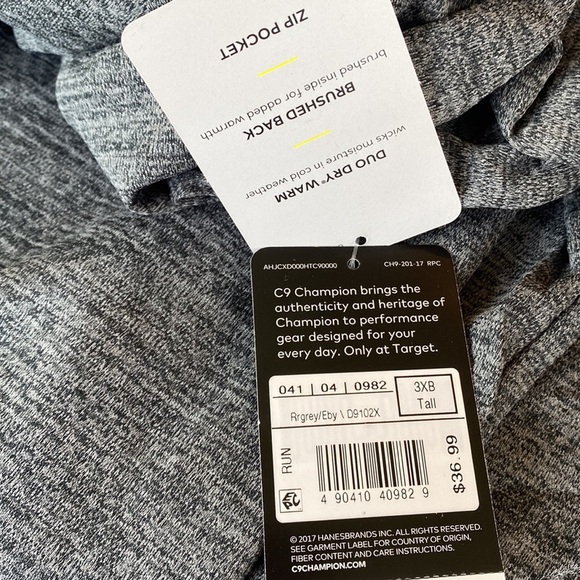 ZIP POCKET
brushed inside for added warmth
BRUSHED BACK
wicks moisture in cold weather
DUO DRY® WARM
AHJCXD000HTC90000
CH9-201-17 RPC
C9 Champion brings the
authenticity and heritage of
Champion to performance
gear designed for your
every day. Only at Target.
041 | 04 | 0982
3XB
Tall
Rrgrey/Eby \ D9102X
RUN
$36.99
EPC
4 90410 40982 9
© 2017 HANESBRANDS INC. ALL RIGHTS RESERVED.
SEE GARMENT LABEL FOR COUNTRY OF ORIGIN,
FIBER CONTENT AND CARE INSTRUCTIONS.
C9CHAMPION.COM